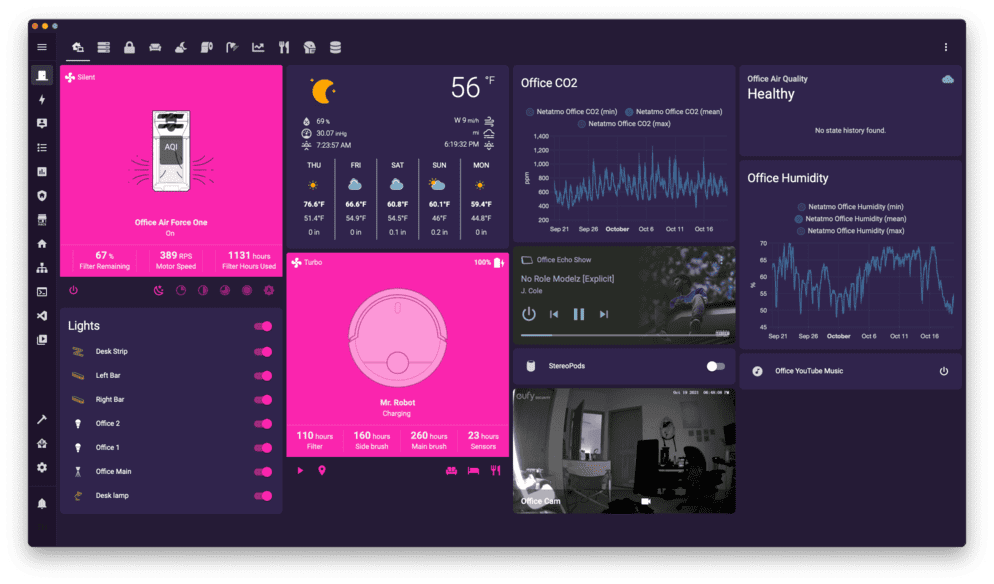 Silent
AQI
Office Air Force One
On
67 %
Filter Remaining
389 RPS
Motor Speed
1131 hours
Filter Hours Used
Lights
Desk Strip
Left Bar
Right Bar
Office 2
Office 1
Office Main
Desk lamp
56 °F
69 %
30.07 inHg
7:23:57 AM
W 9 mi/h
mi
6:19:32 PM
THU FRI SAT SUN MON
76.6°F 66.6°F 60.8°F 60.1°F 59.4°F
51.4°F 54.9°F 54.5°F 46°F 44.8°F
0 in 0 in 0.1 in 0.2 in 0 in
Turbo
100%
Mr. Robot
Charging
110 hours
Filter
160 hours
Side brush
260 hours
Main brush
23 hours
Sensors
Office CO2
Netatmo Office CO2 (min) Netatmo Office CO2 (mean)
Netatmo Office CO2 (max)
ppm
1,400
1,200
1,000
800
600
400
200
Sep 21 Sep 26 October Oct 6 Oct 11 Oct 16
Office Echo Show
No Role Modelz [Explicit]
J. Cole
StereoPods
eufy SECURITY
Office Cam
Office Air Quality
Healthy
No state history found.
Office Humidity
Netatmo Office Humidity (min)
Netatmo Office Humidity (mean)
Netatmo Office Humidity (max)
%
70
65
60
55
50
45
Sep 21 Sep 26 October Oct 6 Oct 11 Oct 16
Office YouTube Music